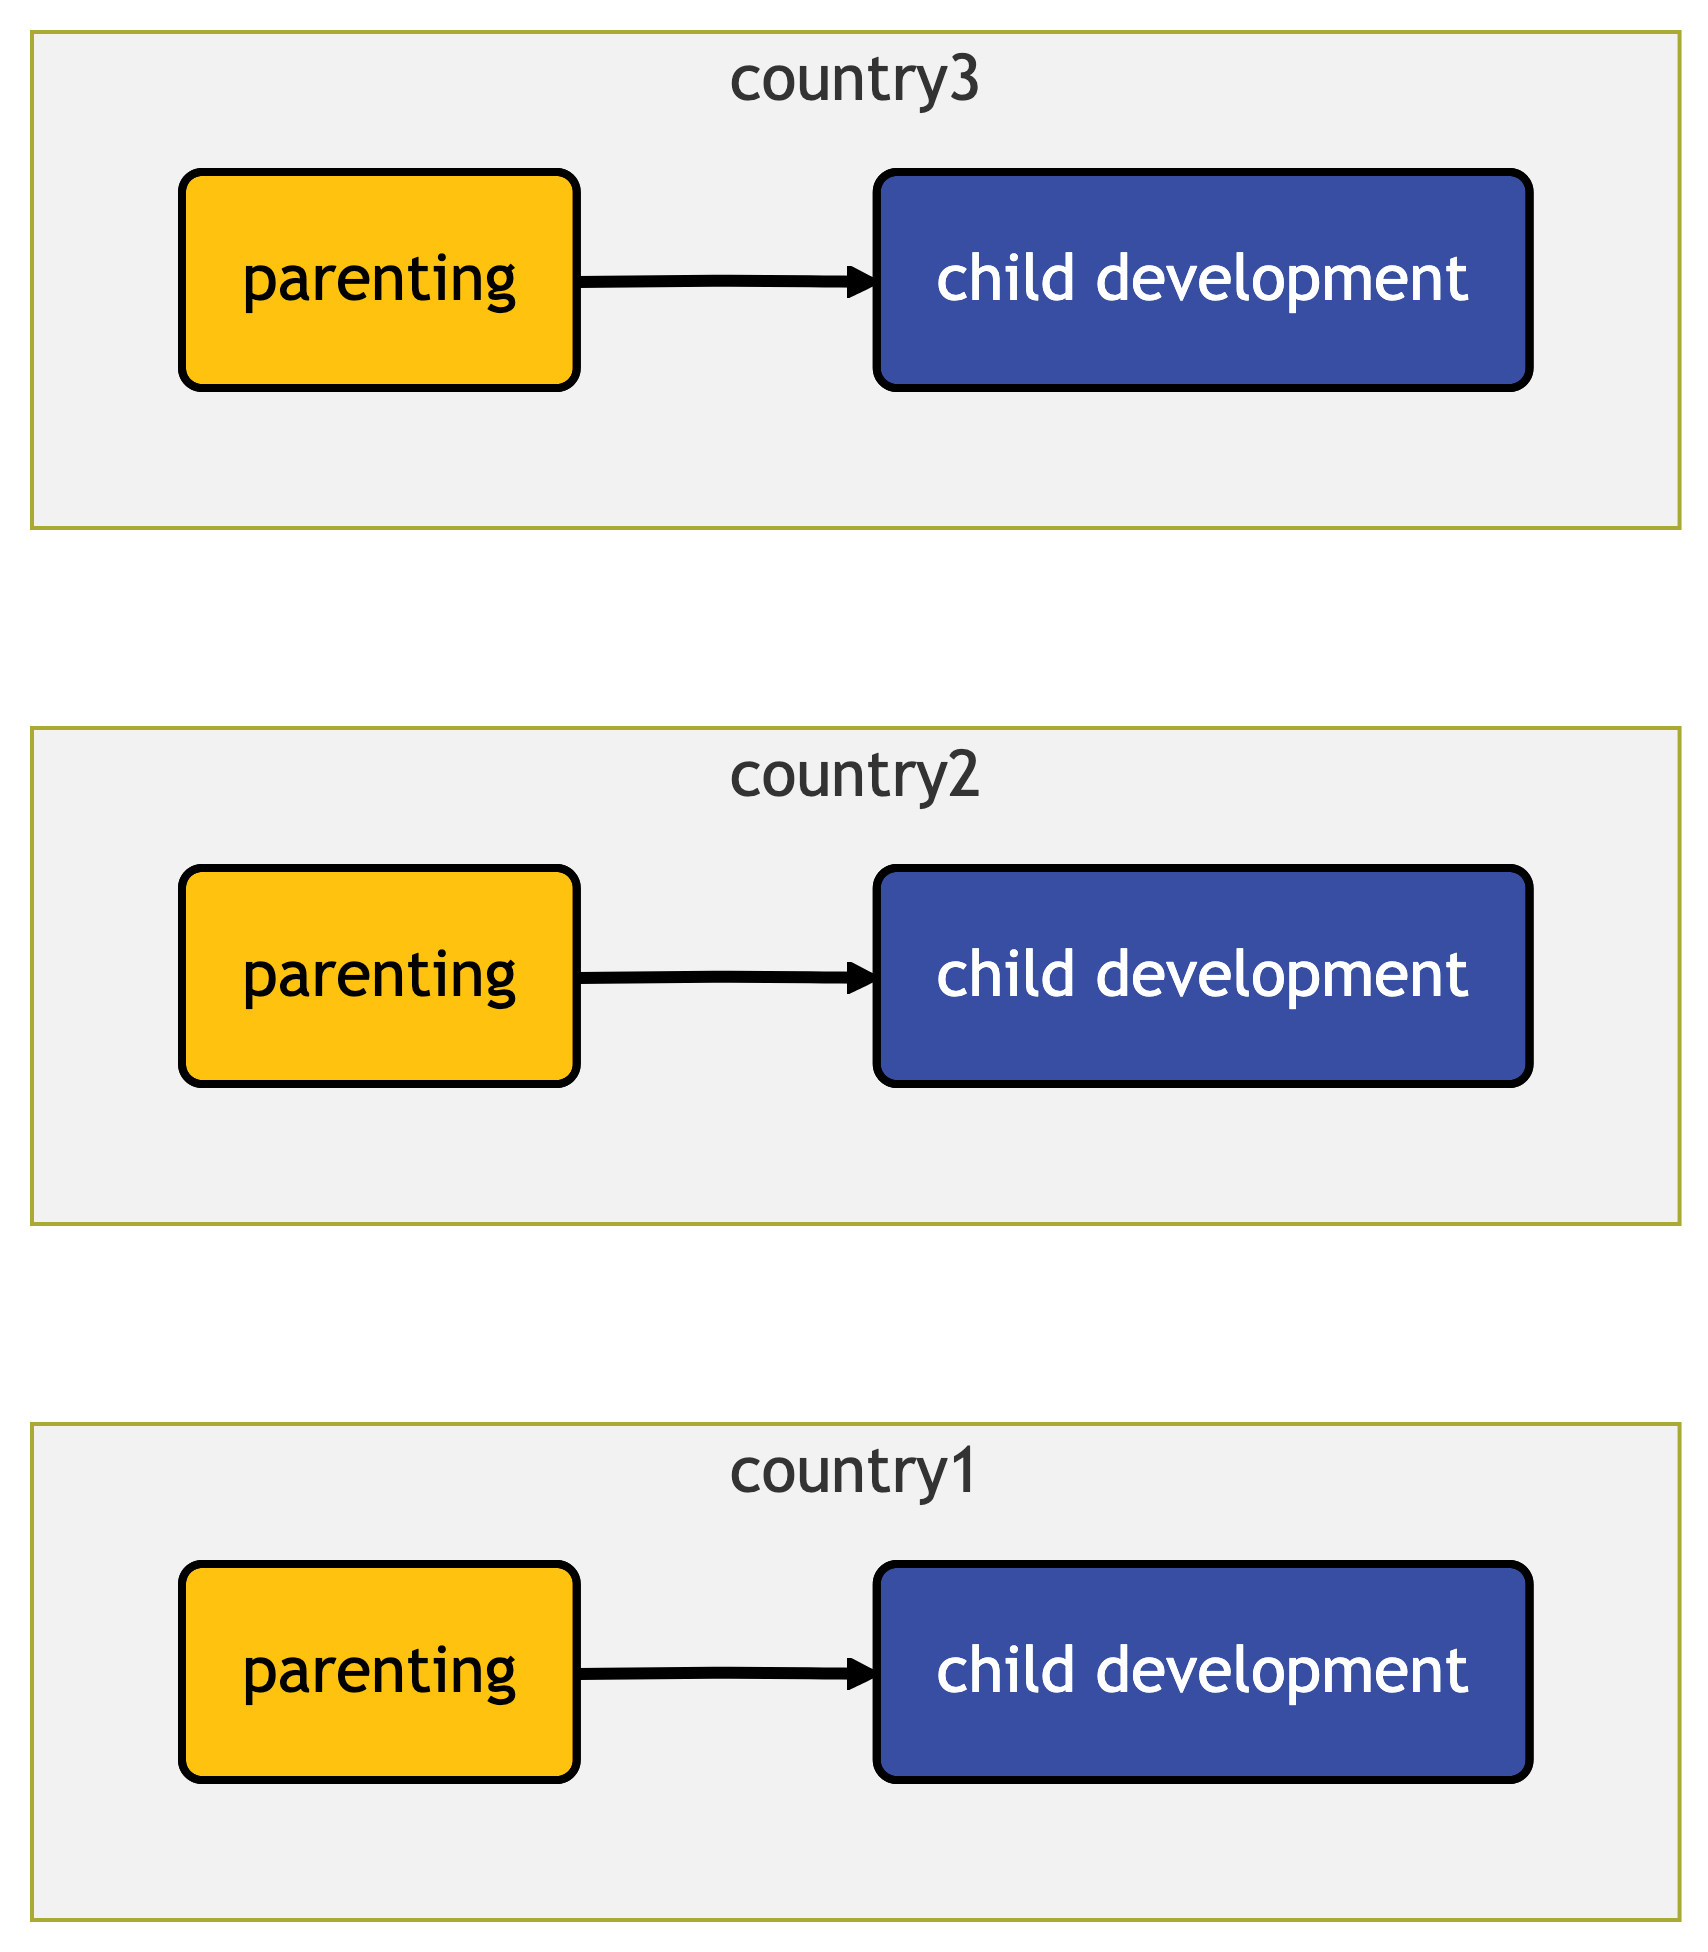 country3
parenting
child development
country2
parenting
child development
country1
parenting
child development